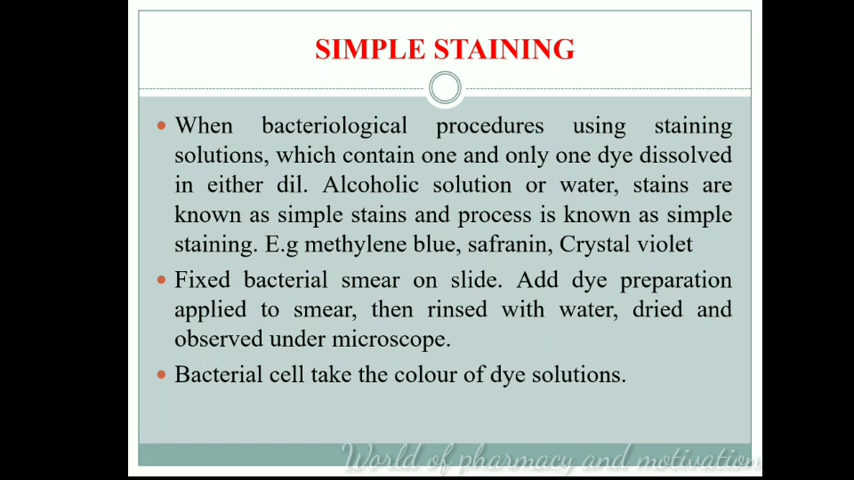 SIMPLE STAINING
• When bacteriological procedures using staining
solutions, which contain one and only one dye dissolved
in either dil. Alcoholic solution or water, stains are
known as simple stains and process is known as simple
staining. E.g methylene blue, safranin, Crystal violet
• Fixed bacterial smear on slide. Add dye preparation
applied to smear, then rinsed with water, dried and
observed under microscope.
• Bacterial cell take the colour of dye solutions.
World of pharmacy and motivation